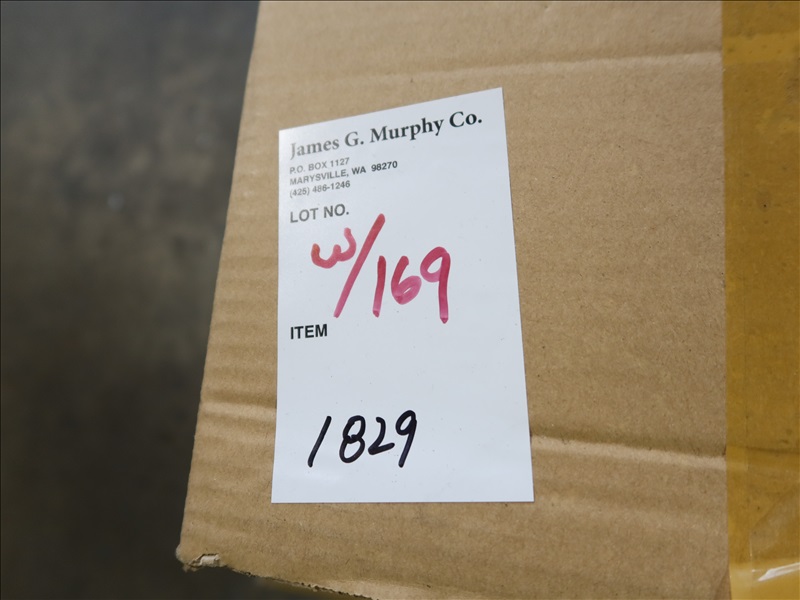 James G. Murphy Co.
P.O. BOX 1127
MARYSVILLE, WA 98270
(425) 486-1246
LOT NO.
w/169
ITEM
1829